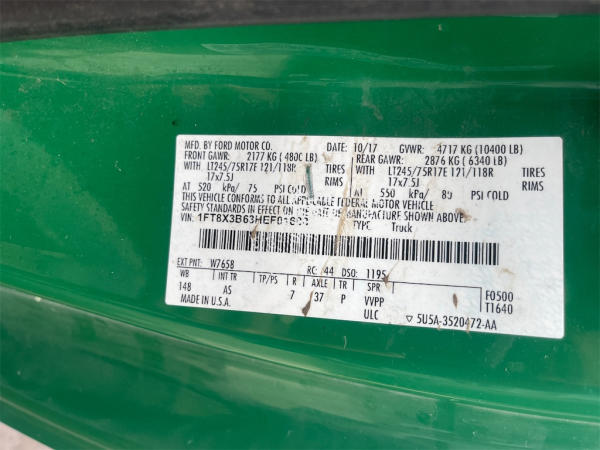 MFD. BY FORD MOTOR CO. 10/17 GVWR: 4717 KG (10400 LB)
FRONT GAWR: 2177 KG ( 4800 LB) REAR GAWR: 2876 KG ( 6340 LB)
WITH LT245/75R17E 121/118R TIRES WITH LT245/75R17E 121/118R TIRES
17x7.5J RIMS 17x7.5J RIMS
AT 520 kPa/ 75 PSI COLD AT 550 kPa/ 80 PSI COLD
THIS VEHICLE CONFORMS TO ALL APPLICABLE FEDERAL MOTOR VEHICLE
SAFETY STANDARDS IN EFFECT ON THE DATE OF MANUFACTURE SHOWN ABOVE.
VIN: TYPE: Truck
EXT PNT: W7658 RC: 44 DSO: 1195
WB INT TR TP/PS R AXLE TR SPR F0500
148 AS 7 37 P VVPP T1640
MADE IN U.S.A. ULC ▽ 5U5A-3520472-AA